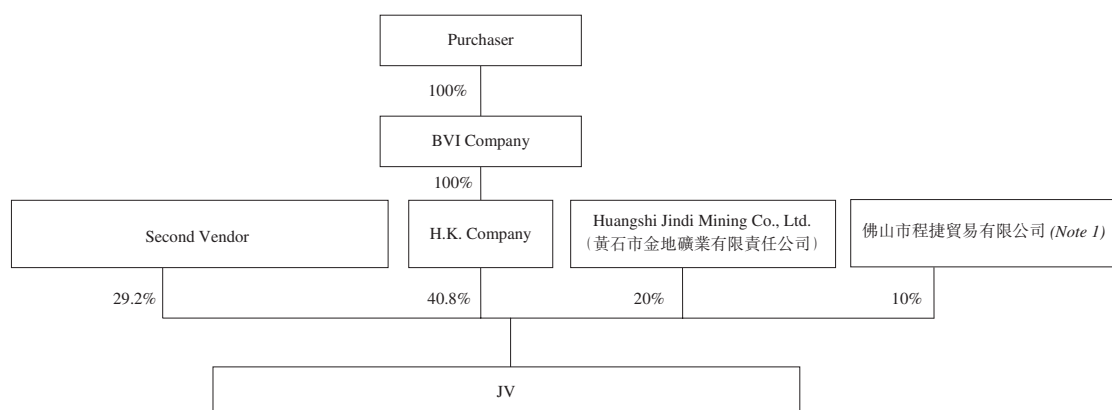 Purchaser
100%
BVI Company
100%
Second Vendor
H.K. Company
Huangshi Jindi Mining Co., Ltd.
(黃石市金地礦業有限責任公司)
佛山市程捷貿易有限公司 (Note 1)
29.2%
40.8%
20%
10%
JV